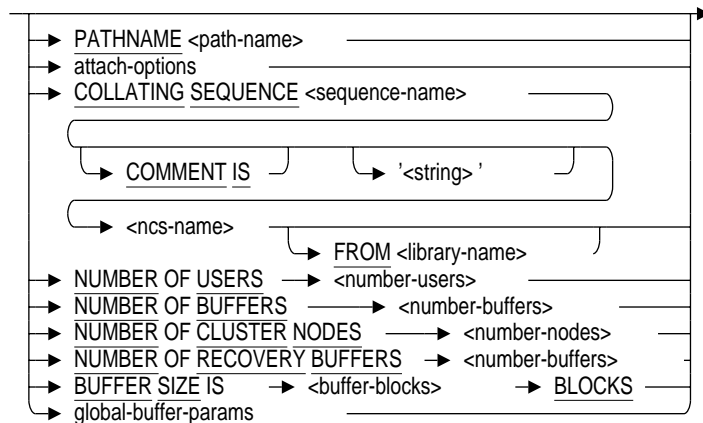 PATHNAME <path-name>
attach-options
COLLATING SEQUENCE <sequence-name>
COMMENT IS '<string> '
<ncs-name>
FROM <library-name>
NUMBER OF USERS <number-users>
NUMBER OF BUFFERS <number-buffers>
NUMBER OF CLUSTER NODES <number-nodes>
NUMBER OF RECOVERY BUFFERS <number-buffers>
BUFFER SIZE IS <buffer-blocks> BLOCKS
global-buffer-params